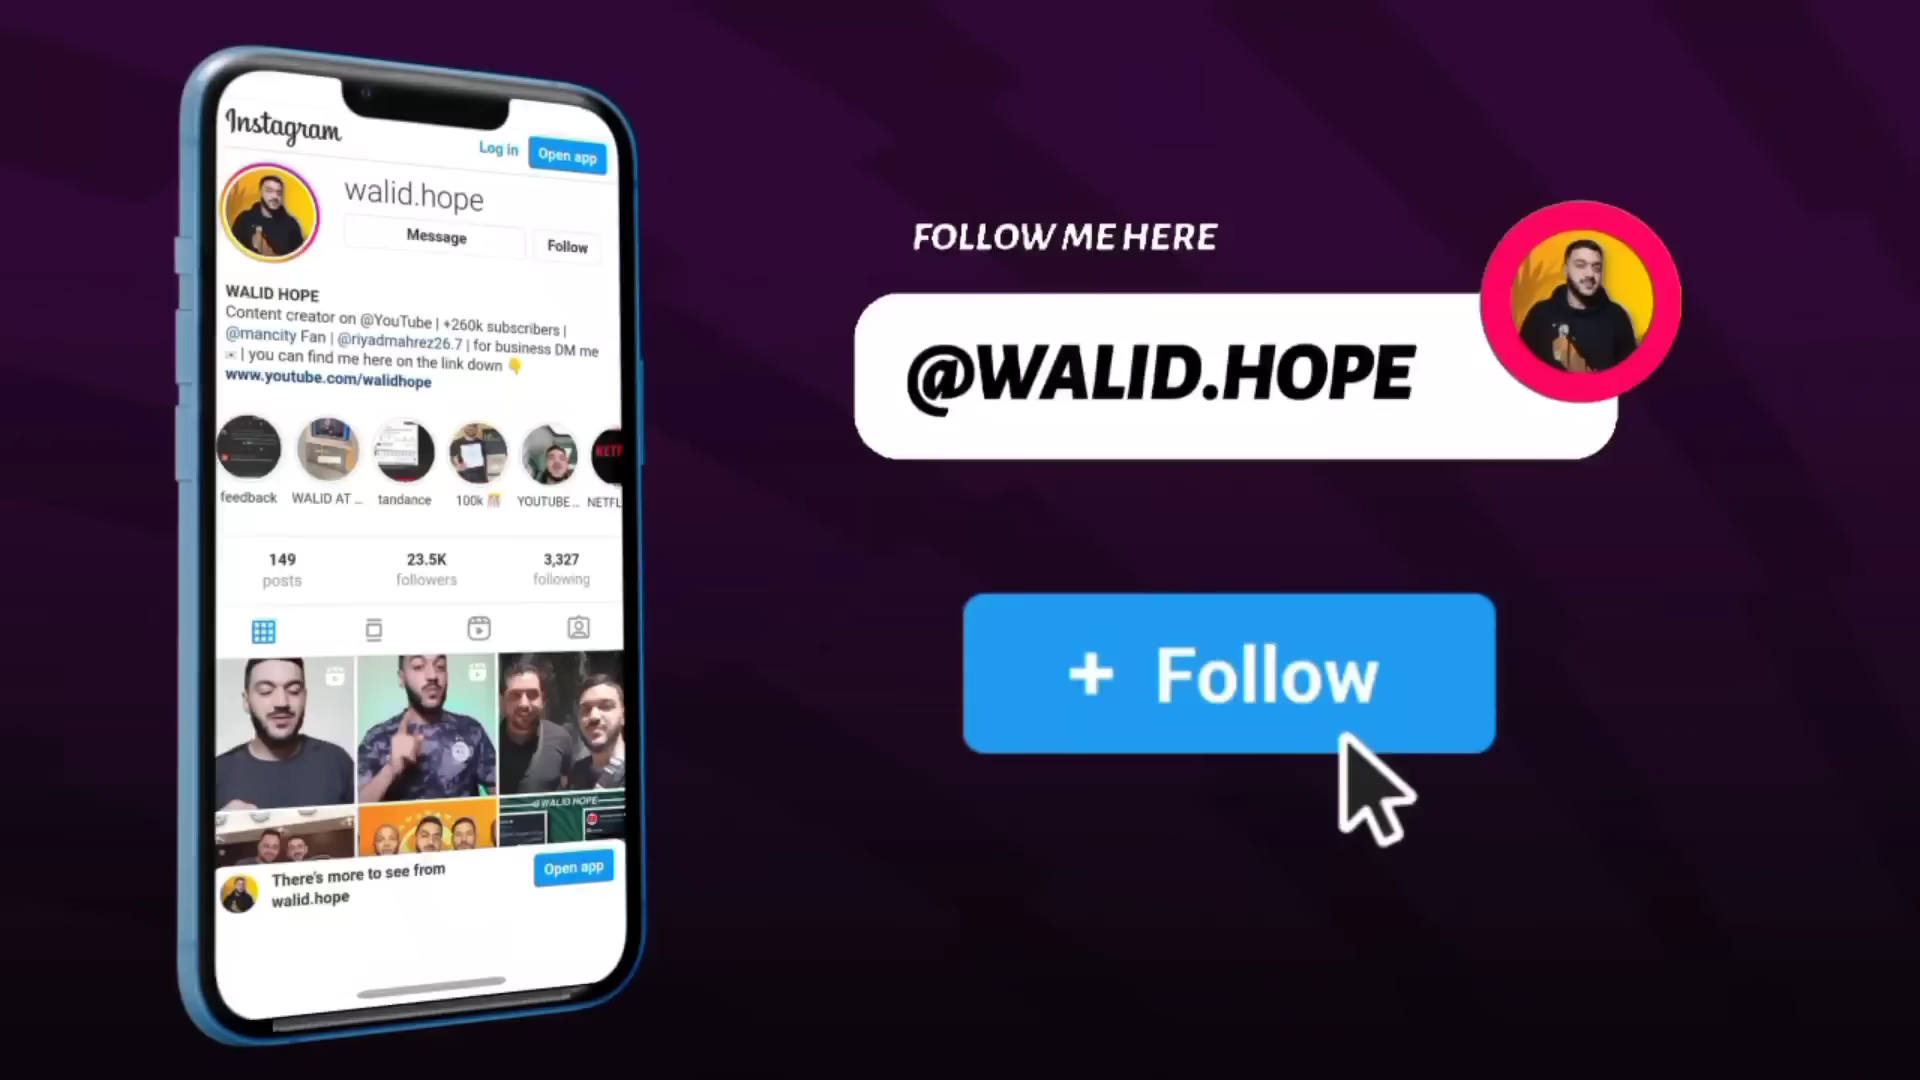 Instagram
Log in
Open app
walid.hope
Message
Follow
WALID HOPE
Content creator on @YouTube | +260k subscribers |
@mancity Fan | @riyadmahrez26.7 | for business DM me
| you can find me here on the link down 👇
www.youtube.com/walidhope
feedback
WALID AT ...
tandance
100k
YOUTUBE ...
NETFL
149
posts
23.5K
followers
3,327
following
@WALID HOPE
There's more to see from
walid.hope
Open app
FOLLOW ME HERE
@WALID.HOPE
+ Follow